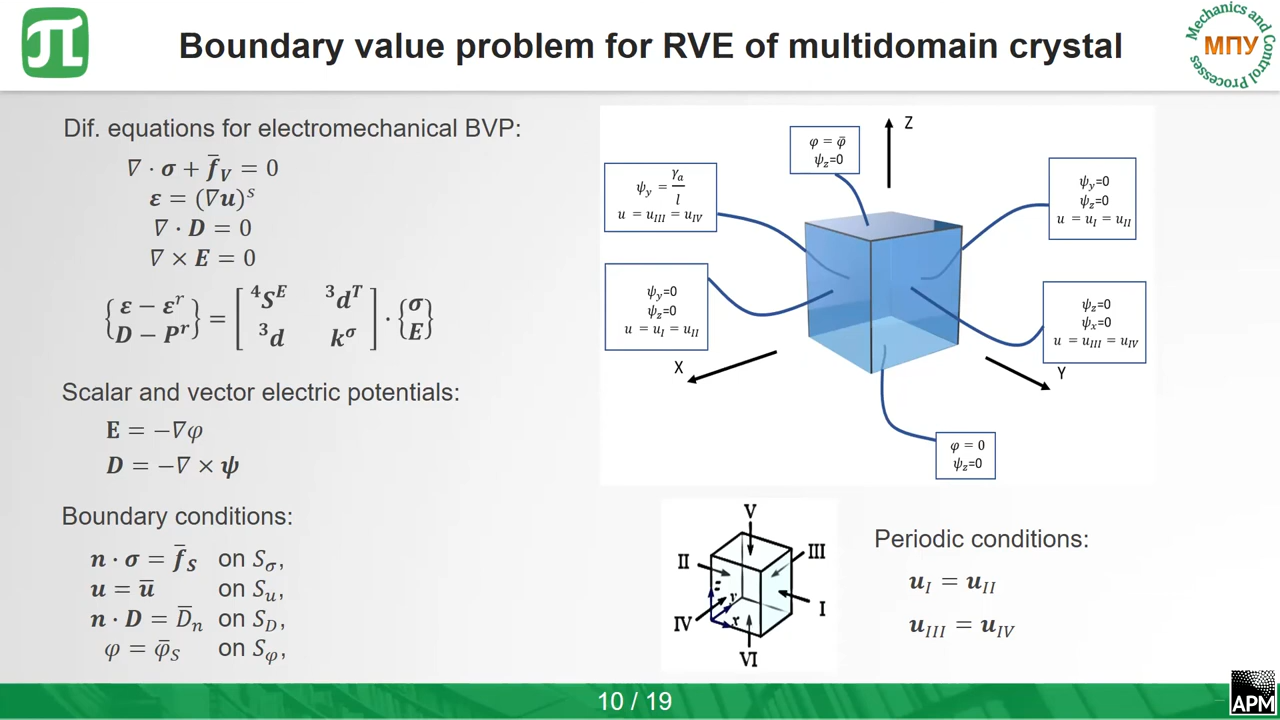 π
Boundary value problem for RVE of multidomain crystal
Mechanics and Control Processes
МПУ
Dif. equations for electromechanical BVP:
∇ · σ + f̄_V = 0
ε = (∇u)^s
∇ · D = 0
∇ × E = 0
{ε − ε^r / D − P^r} = [⁴S^E ³d^T / ³d k^σ] · {σ / E}
Scalar and vector electric potentials:
E = −∇φ
D = −∇ × ψ
Boundary conditions:
n · σ = f̄_S on S_σ,
u = ū on S_u,
n · D = D̄_n on S_D,
φ = φ̄_S on S_φ,
φ = φ̄
ψ_z=0
Z
ψ_y = γ_a / l
u = u_III = u_IV
ψ_y=0
ψ_z=0
u = u_I = u_II
ψ_y=0
ψ_z=0
u = u_I = u_II
ψ_z=0
ψ_x=0
u = u_III = u_IV
X
Y
φ = 0
ψ_z=0
V
II
III
z
y
x
IV
I
VI
Periodic conditions:
u_I = u_II
u_III = u_IV
10 / 19
APM